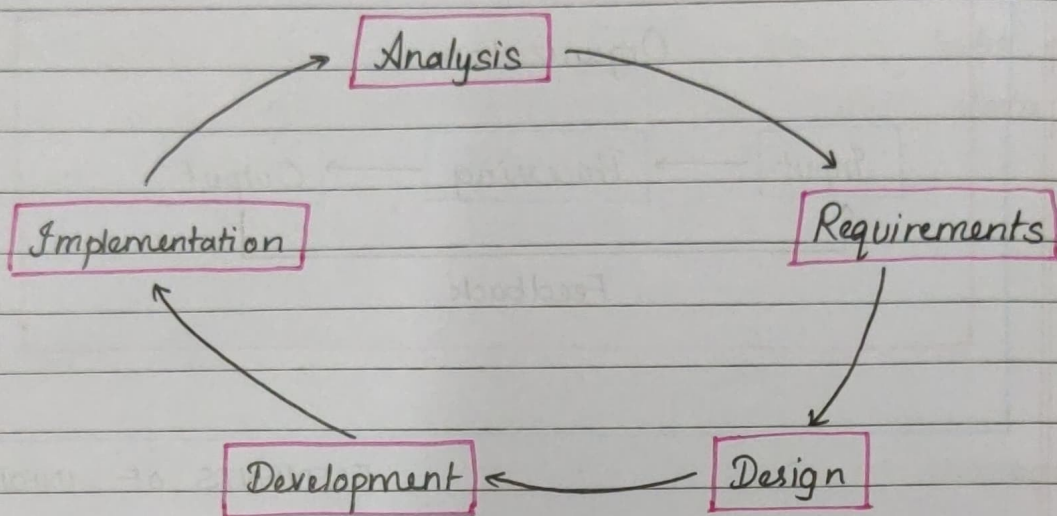 Analysis
Requirements
Implementation
Development
Design